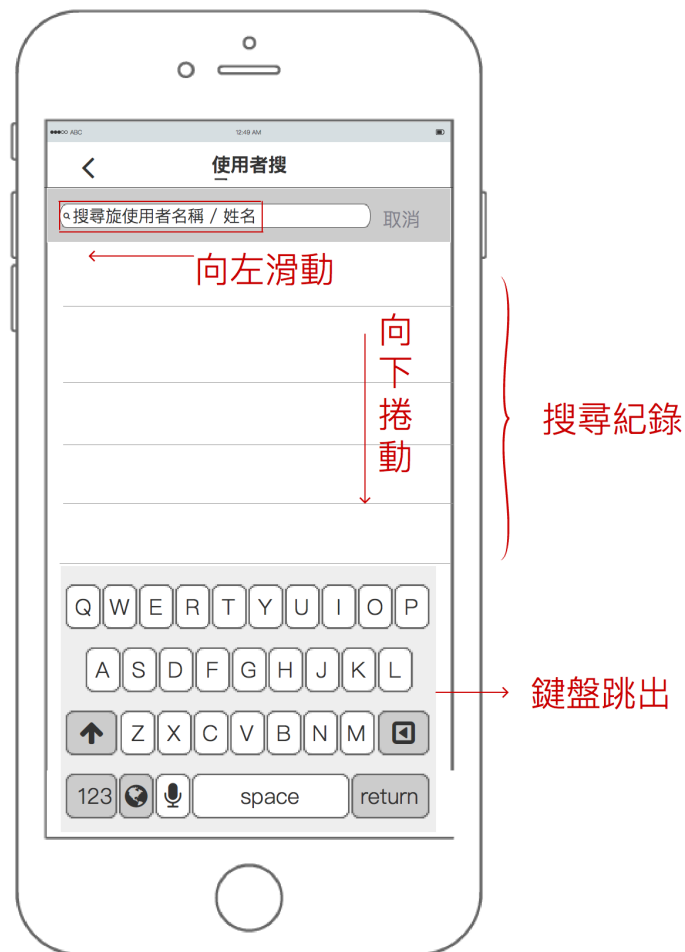 ABC 12:49 AM
使用者搜
搜尋旋使用者名稱 / 姓名 取消
向左滑動
向下捲動
搜尋紀錄
Q W E R T Y U I O P
A S D F G H J K L
鍵盤跳出
Z X C V B N M
123 space return